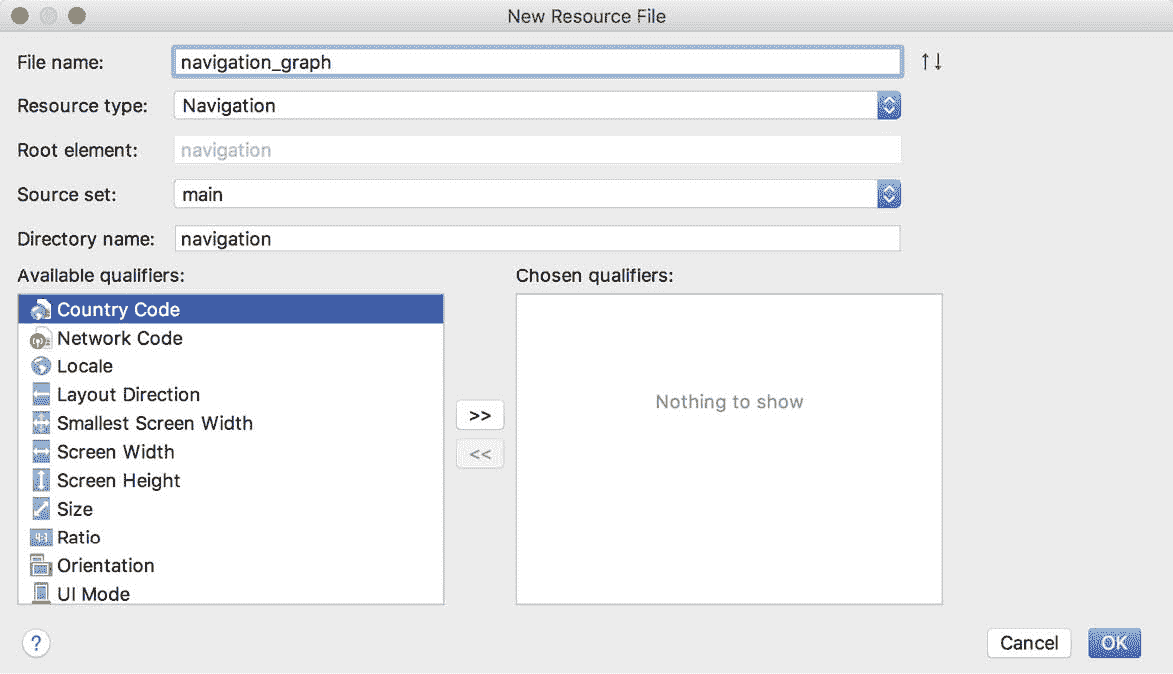 New Resource File
File name: navigation_graph
Resource type: Navigation
Root element: navigation
Source set: main
Directory name: navigation
Available qualifiers: Chosen qualifiers:
Country Code
Network Code
Locale
Layout Direction
Smallest Screen Width
Screen Width
Screen Height
Size
Ratio
Orientation
UI Mode
>>
<<
Nothing to show
?
Cancel OK